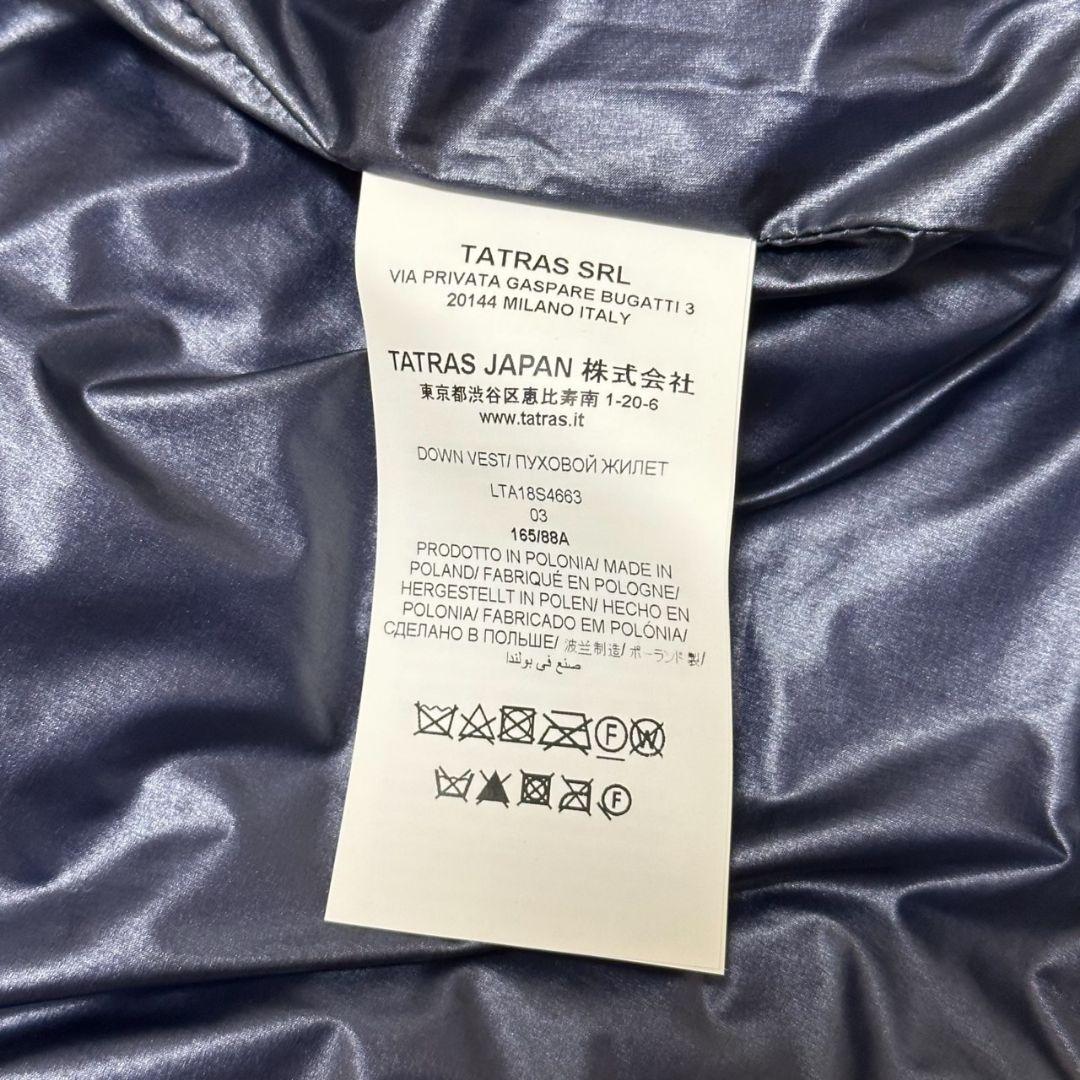 TATRAS SRL
VIA PRIVATA GASPARE BUGATTI 3
20144 MILANO ITALY
TATRAS JAPAN 株式会社
東京都渋谷区恵比寿南 1-20-6
www.tatras.it
DOWN VEST/ ПУХОВОЙ ЖИЛЕТ
LTA18S4663
03
165/88A
PRODOTTO IN POLONIA/ MADE IN
POLAND/ FABRIQUÉ EN POLOGNE/
HERGESTELLT IN POLEN/ HECHO EN
POLONIA/ FABRICADO EM POLÓNIA/
СДЕЛАНО В ПОЛЬШЕ/ 波兰制造/ ポーランド製/
صنع في بولندا
F W
F